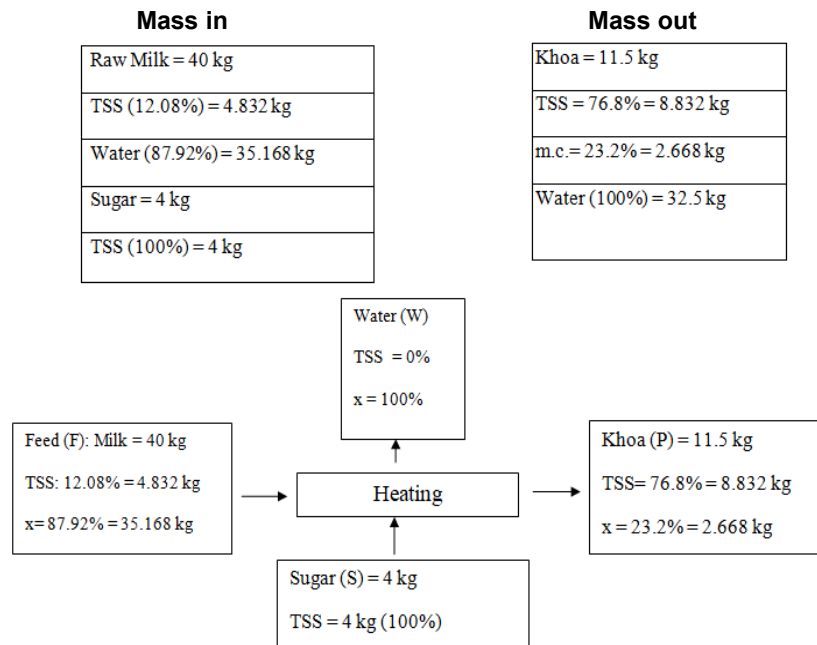 Mass in
Raw Milk = 40 kg
TSS (12.08%) = 4.832 kg
Water (87.92%) = 35.168 kg
Sugar = 4 kg
TSS (100%) = 4 kg
Mass out
Khoa = 11.5 kg
TSS = 76.8% = 8.832 kg
m.c.= 23.2% = 2.668 kg
Water (100%) = 32.5 kg
Water (W)
TSS = 0%
x = 100%
Feed (F): Milk = 40 kg
TSS: 12.08% = 4.832 kg
x= 87.92% = 35.168 kg
Heating
Khoa (P) = 11.5 kg
TSS= 76.8% = 8.832 kg
x = 23.2% = 2.668 kg
Sugar (S) = 4 kg
TSS = 4 kg (100%)